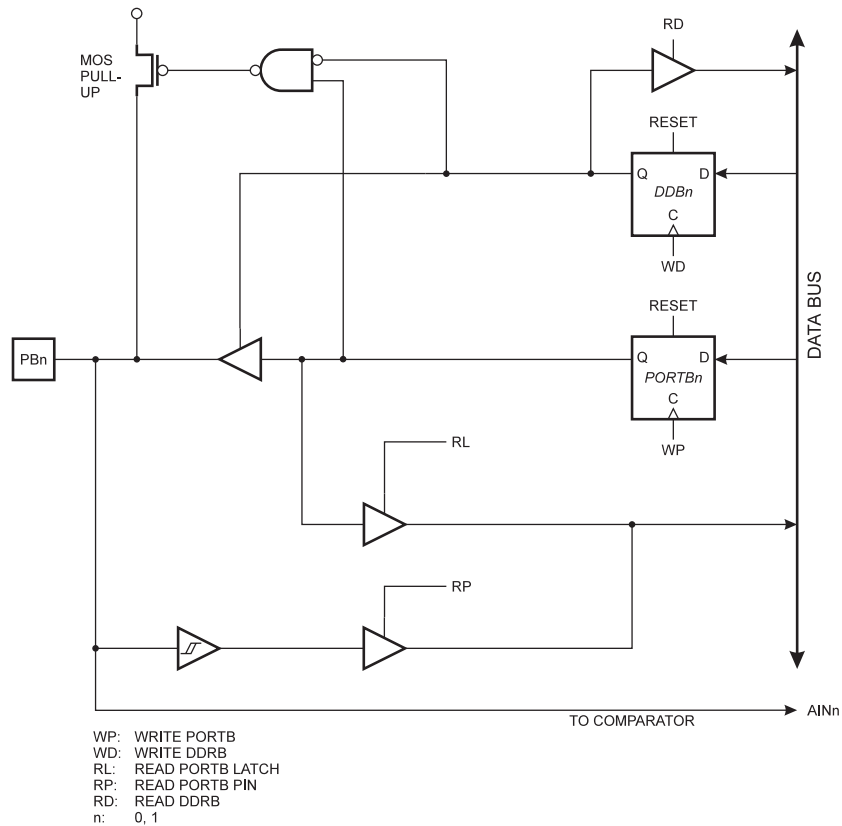 RD
MOS
PULL-
UP
RESET
Q D
DDBn
C
WD
RESET
PBn
Q D
PORTBn
C
WP
DATA BUS
RL
RP
TO COMPARATOR
AINn
WP: WRITE PORTB
WD: WRITE DDRB
RL: READ PORTB LATCH
RP: READ PORTB PIN
RD: READ DDRB
n: 0, 1